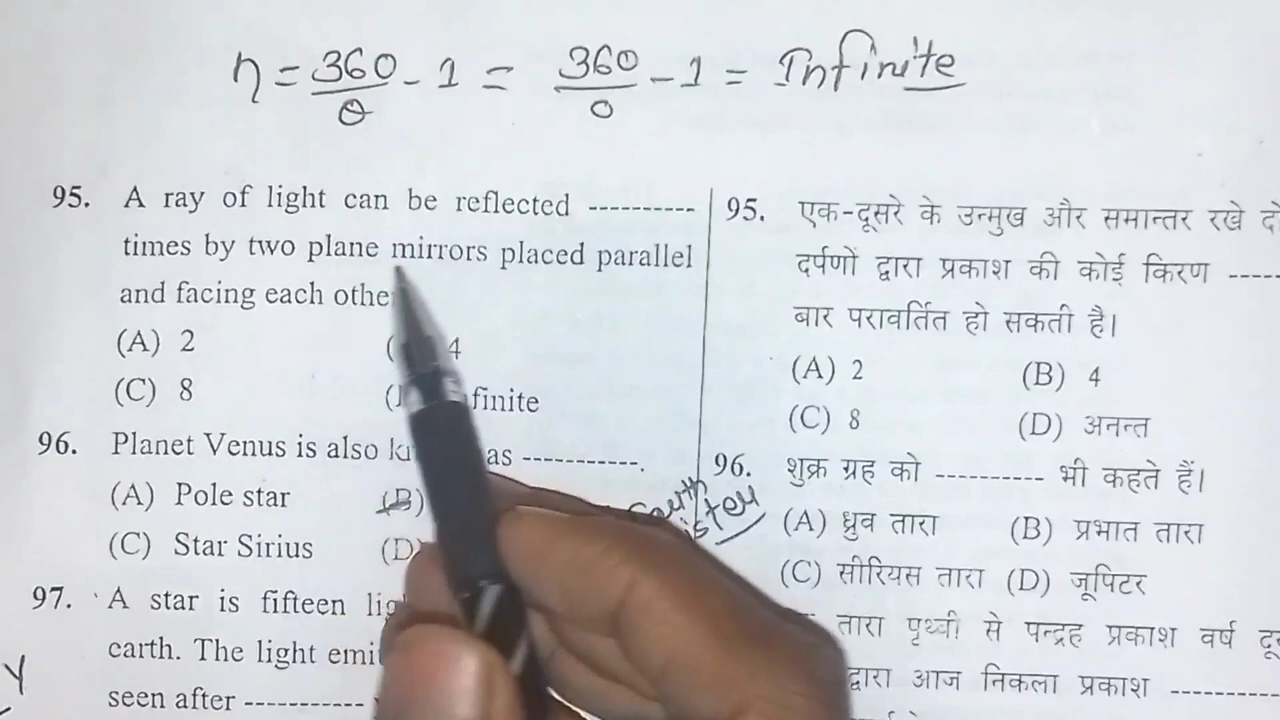 η = 360/θ - 1 = 360/0 - 1 = Infinite
95. A ray of light can be reflected ----------
times by two plane mirrors placed parallel
and facing each othe
(A) 2 ( 4
(C) 8 ( finite
96. Planet Venus is also k as -----------.
(A) Pole star (B)
(C) Star Sirius (D)
97. A star is fifteen lig
earth. The light emi
seen after -----------
Y
95. एक-दूसरे के उन्मुख और समान्तर रखे दो
दर्पणों द्वारा प्रकाश की कोई किरण -----
बार परावर्तित हो सकती है।
(A) 2 (B) 4
(C) 8 (D) अनन्त
96. शुक्र ग्रह को ---------- भी कहते हैं।
(A) ध्रुव तारा (B) प्रभात तारा
(C) सीरियस तारा (D) जूपिटर
तारा पृथ्वी से पन्द्रह प्रकाश वर्ष दू
द्वारा आज निकला प्रकाश ----------